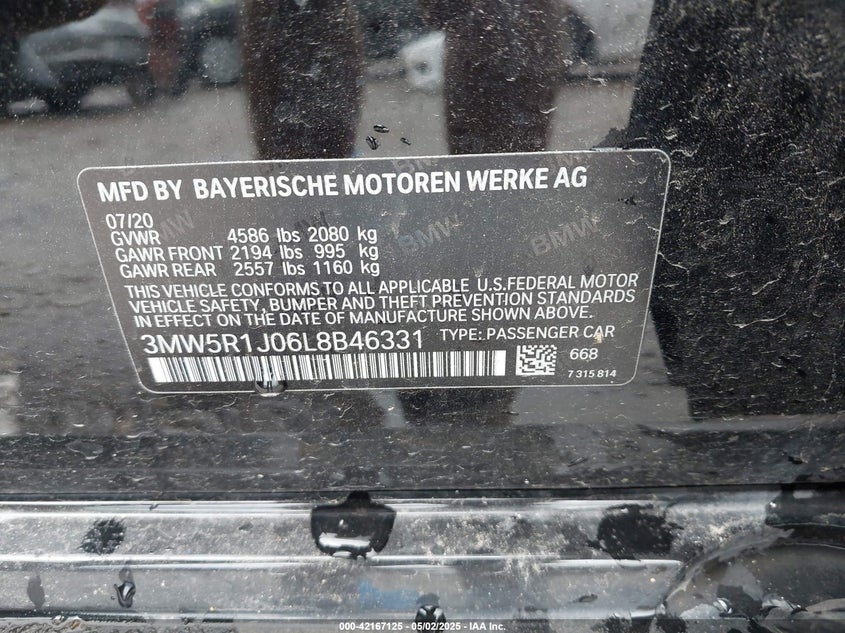 MFD BY BAYERISCHE MOTOREN WERKE AG
07/20
GVWR 4586 lbs 2080 kg
GAWR FRONT 2194 lbs 995 kg
GAWR REAR 2557 lbs 1160 kg
THIS VEHICLE CONFORMS TO ALL APPLICABLE U.S.FEDERAL MOTOR
VEHICLE SAFETY, BUMPER AND THEFT PREVENTION STANDARDS
IN EFFECT ON THE DATE OF MANUFACTURE SHOWN ABOVE.
3MW5R1J06L8B46331 TYPE: PASSENGER CAR
668
7 315 814
BMW
BMW
BMW
000-42167125 - 05/02/2025 - IAA Inc.